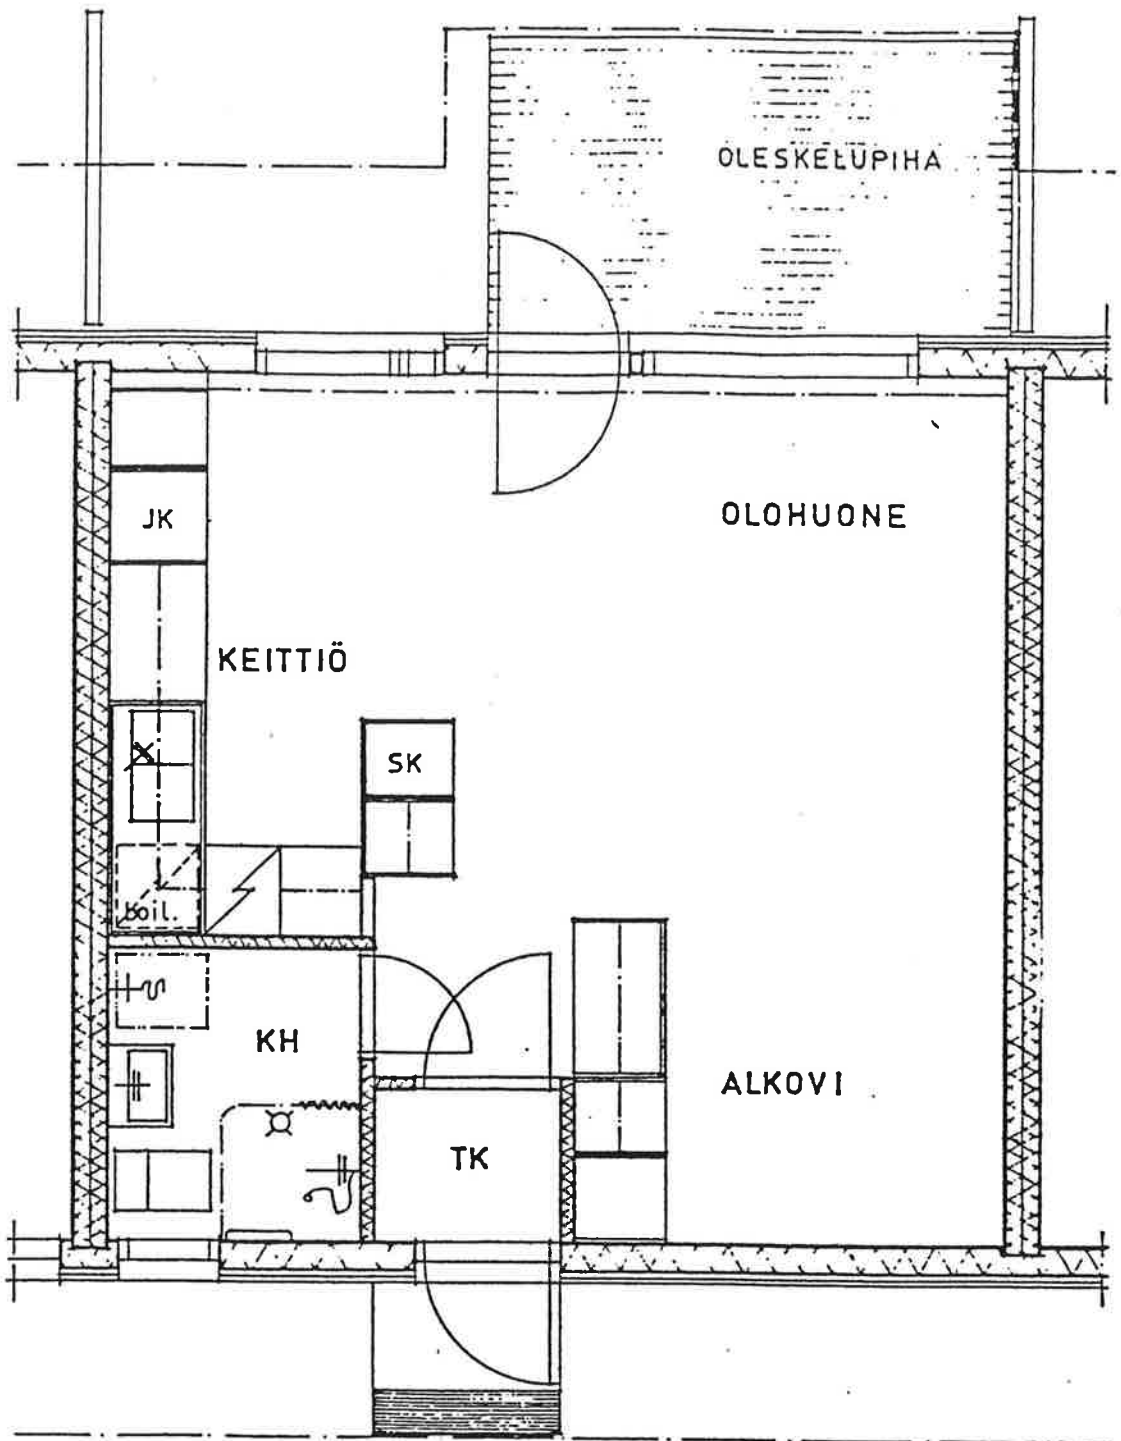 OLESKELUPIHA
OLOHUONE
JK
KEITTIÖ
SK
boil.
KH
ALKOVI
TK